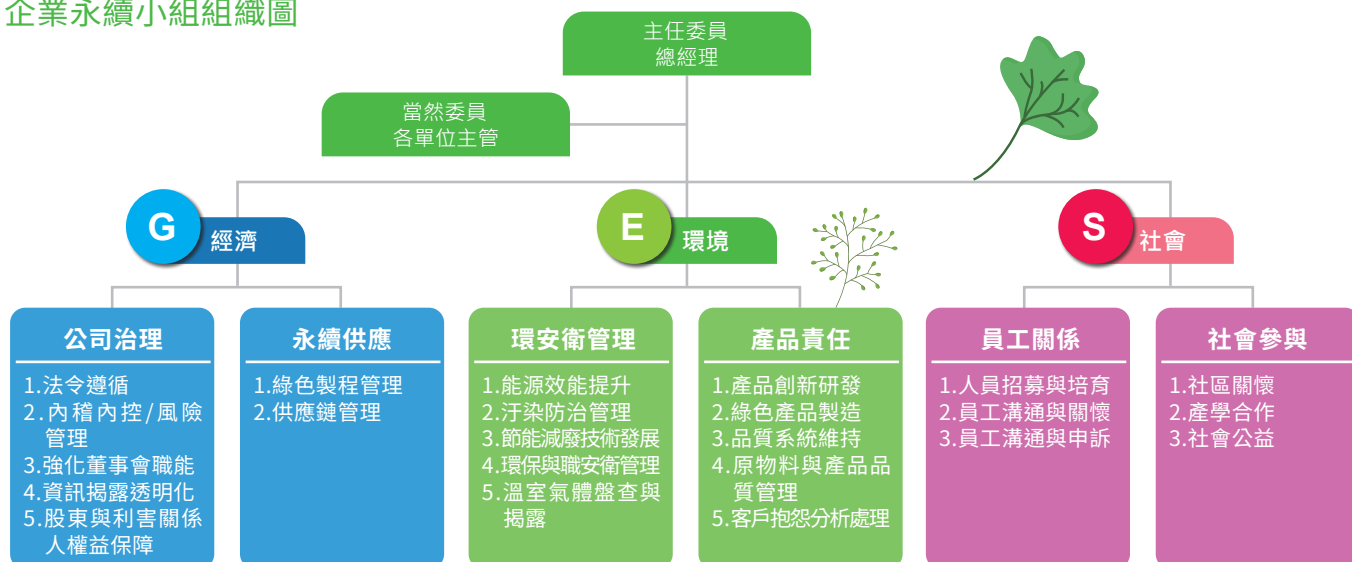 企業永續小組組織圖
主任委員
總經理
當然委員
各單位主管
G
經濟
E
環境
S
社會
公司治理
1.法令遵循
2.內稽內控/風險
管理
3.強化董事會職能
4.資訊揭露透明化
5.股東與利害關係
人權益保障
永續供應
1.綠色製程管理
2.供應鏈管理
環安衛管理
1.能源效能提升
2.汙染防治管理
3.節能減廢技術發展
4.環保與職安衛管理
5.溫室氣體盤查與
揭露
產品責任
1.產品創新研發
2.綠色產品製造
3.品質系統維持
4.原物料與產品品
質管理
5.客戶抱怨分析處理
員工關係
1.人員招募與培育
2.員工溝通與關懷
3.員工溝通與申訴
社會參與
1.社區關懷
2.產學合作
3.社會公益